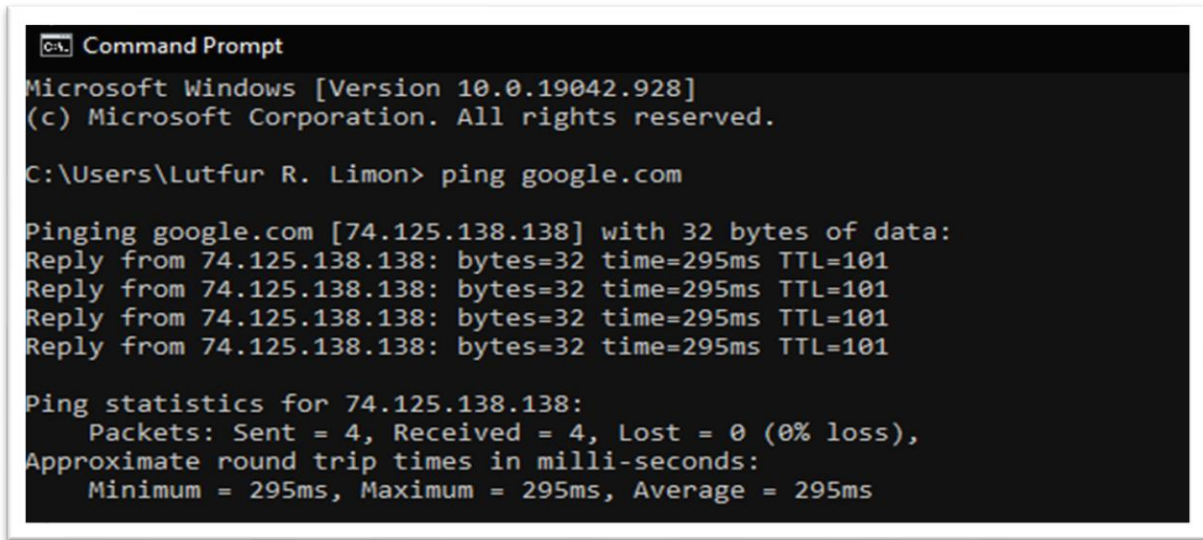 Command Prompt
Microsoft Windows [Version 10.0.19042.928]
(c) Microsoft Corporation. All rights reserved.
C:\Users\Lutfur R. Limon> ping google.com
Pinging google.com [74.125.138.138] with 32 bytes of data:
Reply from 74.125.138.138: bytes=32 time=295ms TTL=101
Reply from 74.125.138.138: bytes=32 time=295ms TTL=101
Reply from 74.125.138.138: bytes=32 time=295ms TTL=101
Reply from 74.125.138.138: bytes=32 time=295ms TTL=101
Ping statistics for 74.125.138.138:
    Packets: Sent = 4, Received = 4, Lost = 0 (0% loss),
Approximate round trip times in milli-seconds:
    Minimum = 295ms, Maximum = 295ms, Average = 295ms